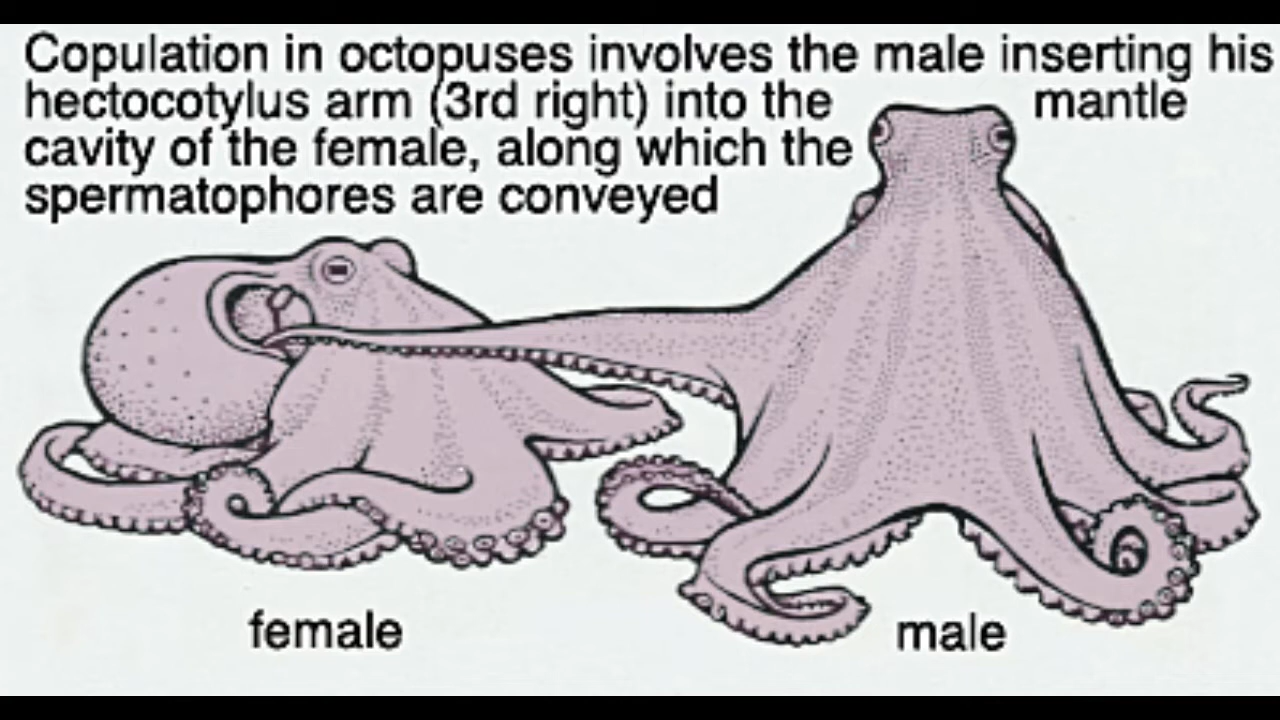 Copulation in octopuses involves the male inserting his
hectocotylus arm (3rd right) into the mantle
cavity of the female, along which the
spermatophores are conveyed
female
male